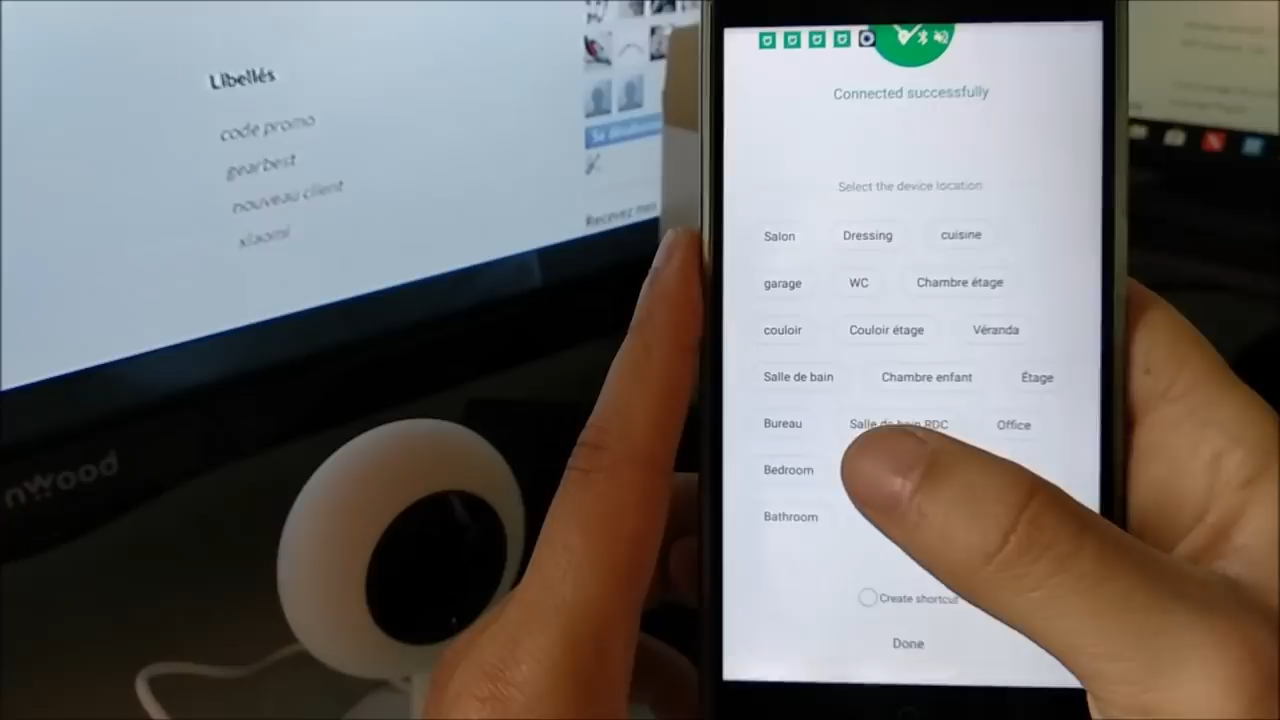 Libellés
code promo
gearbest
nouveau client
xiaomi
nwood
Connected successfully
Select the device location
Salon Dressing cuisine
garage WC Chambre étage
couloir Couloir étage Véranda
Salle de bain Chambre enfant Étage
Bureau Salle de bain RDC Office
Bedroom
Bathroom
Create shortcut
Done